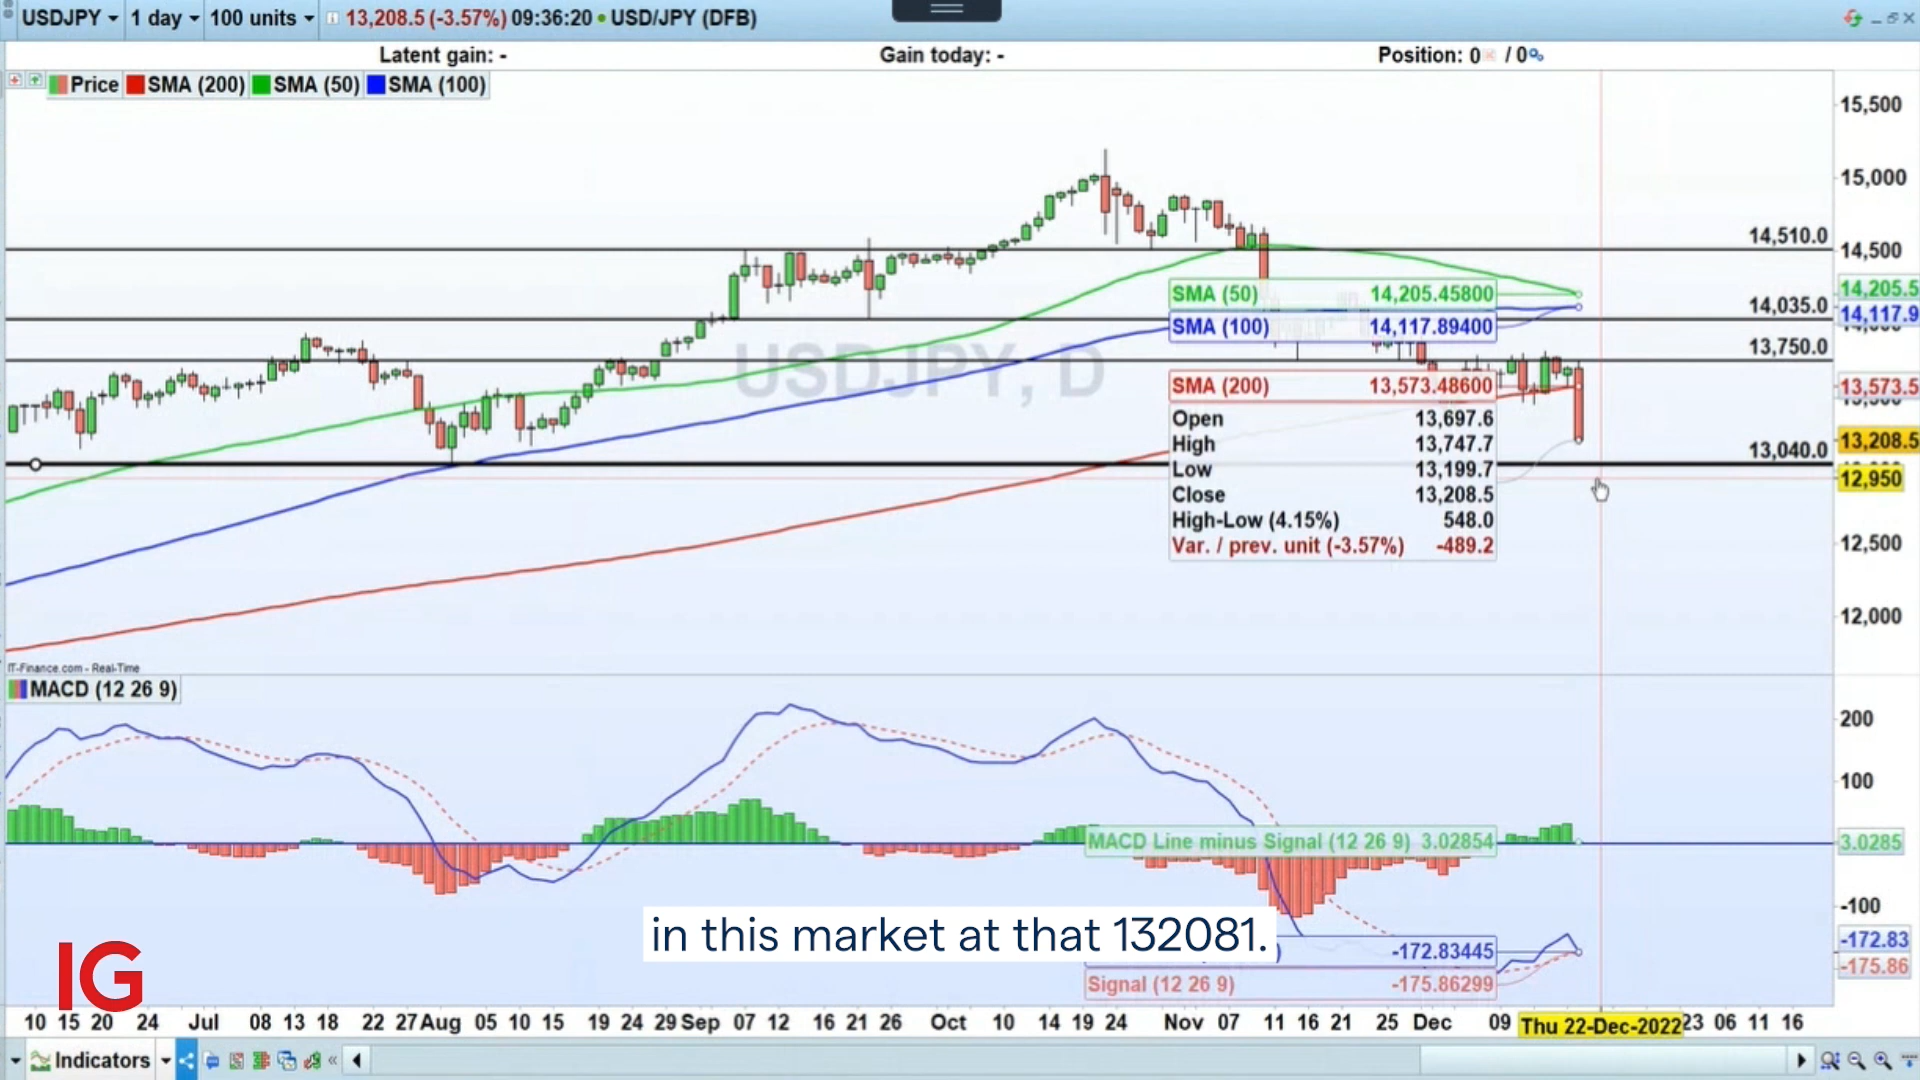 USDJPY 1 day 100 units 13,208.5 (-3.57%) 09:36:20 USD/JPY (DFB)
Latent gain: - Gain today: - Position: 0 / 0
Price SMA (200) SMA (50) SMA (100)
15,500
15,000
14,510.0
14,500
SMA (50) 14,205.45800
14,205.5
14,035.0
14,117.9
SMA (100) 14,117.89400
13,750.0
USDJPY, D
SMA (200) 13,573.48600
13,573.5
Open 13,697.6
High 13,747.7
13,208.5
13,040.0
Low 13,199.7
12,950
Close 13,208.5
High-Low (4.15%) 548.0
Var. / prev. unit (-3.57%) -489.2
12,500
12,000
IT-Finance.com - Real-Time
MACD (12 26 9)
200
100
MACD Line minus Signal (12 26 9) 3.02854
3.0285
-100
in this market at that 132081.
-172.83
-172.83445
-175.86
Signal (12 26 9) -175.86299
IG
10 15 20 24 Jul 08 13 18 22 27 Aug 05 10 15 19 24 29 Sep 07 12 16 21 26 Oct 10 14 19 24 Nov 07 11 16 21 25 Dec 09 Thu 22-Dec-2022 23 06 11 16
Indicators